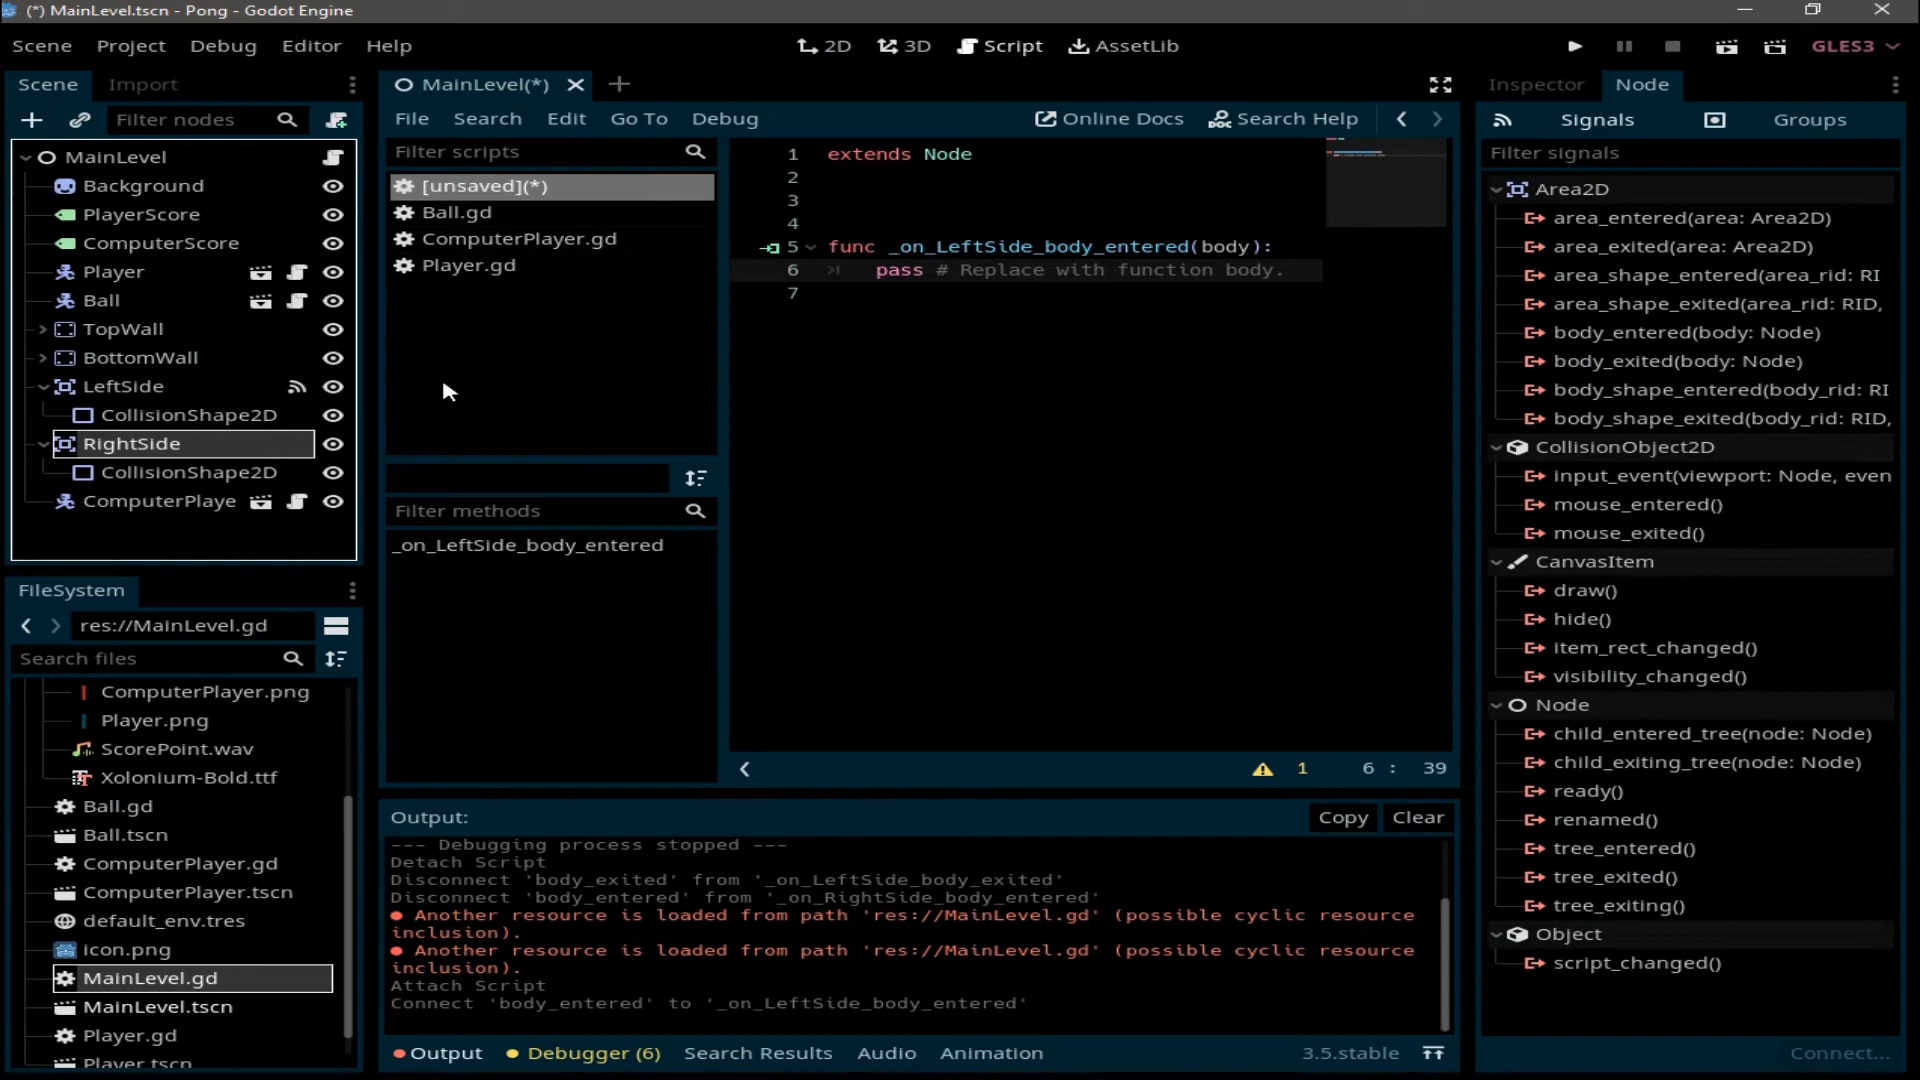 (*) MainLevel.tscn - Pong - Godot Engine
Scene Project Debug Editor Help
2D 3D Script AssetLib
GLES3
Scene Import
Filter nodes
MainLevel
Background
PlayerScore
ComputerScore
Player
Ball
TopWall
BottomWall
LeftSide
CollisionShape2D
RightSide
CollisionShape2D
ComputerPlaye
FileSystem
res://MainLevel.gd
Search files
ComputerPlayer.png
Player.png
ScorePoint.wav
Xolonium-Bold.ttf
Ball.gd
Ball.tscn
ComputerPlayer.gd
ComputerPlayer.tscn
default_env.tres
icon.png
MainLevel.gd
MainLevel.tscn
Player.gd
Player.tscn
MainLevel(*)
File Search Edit Go To Debug
Online Docs Search Help
Filter scripts
[unsaved](*)
Ball.gd
ComputerPlayer.gd
Player.gd
Filter methods
_on_LeftSide_body_entered
1 extends Node
2
3
4
5 func _on_LeftSide_body_entered(body):
6 pass # Replace with function body.
7
1 6 : 39
Output: Copy Clear
--- Debugging process stopped ---
Detach Script
Disconnect 'body_exited' from '_on_LeftSide_body_exited'
Disconnect 'body_entered' from '_on_RightSide_body_entered'
Another resource is loaded from path 'res://MainLevel.gd' (possible cyclic resource
inclusion).
Another resource is loaded from path 'res://MainLevel.gd' (possible cyclic resource
inclusion).
Attach Script
Connect 'body_entered' to '_on_LeftSide_body_entered'
Output Debugger (6) Search Results Audio Animation 3.5.stable
Inspector Node
Signals Groups
Filter signals
Area2D
area_entered(area: Area2D)
area_exited(area: Area2D)
area_shape_entered(area_rid: RI
area_shape_exited(area_rid: RID,
body_entered(body: Node)
body_exited(body: Node)
body_shape_entered(body_rid: RI
body_shape_exited(body_rid: RID,
CollisionObject2D
input_event(viewport: Node, even
mouse_entered()
mouse_exited()
CanvasItem
draw()
hide()
item_rect_changed()
visibility_changed()
Node
child_entered_tree(node: Node)
child_exiting_tree(node: Node)
ready()
renamed()
tree_entered()
tree_exited()
tree_exiting()
Object
script_changed()
Connect...